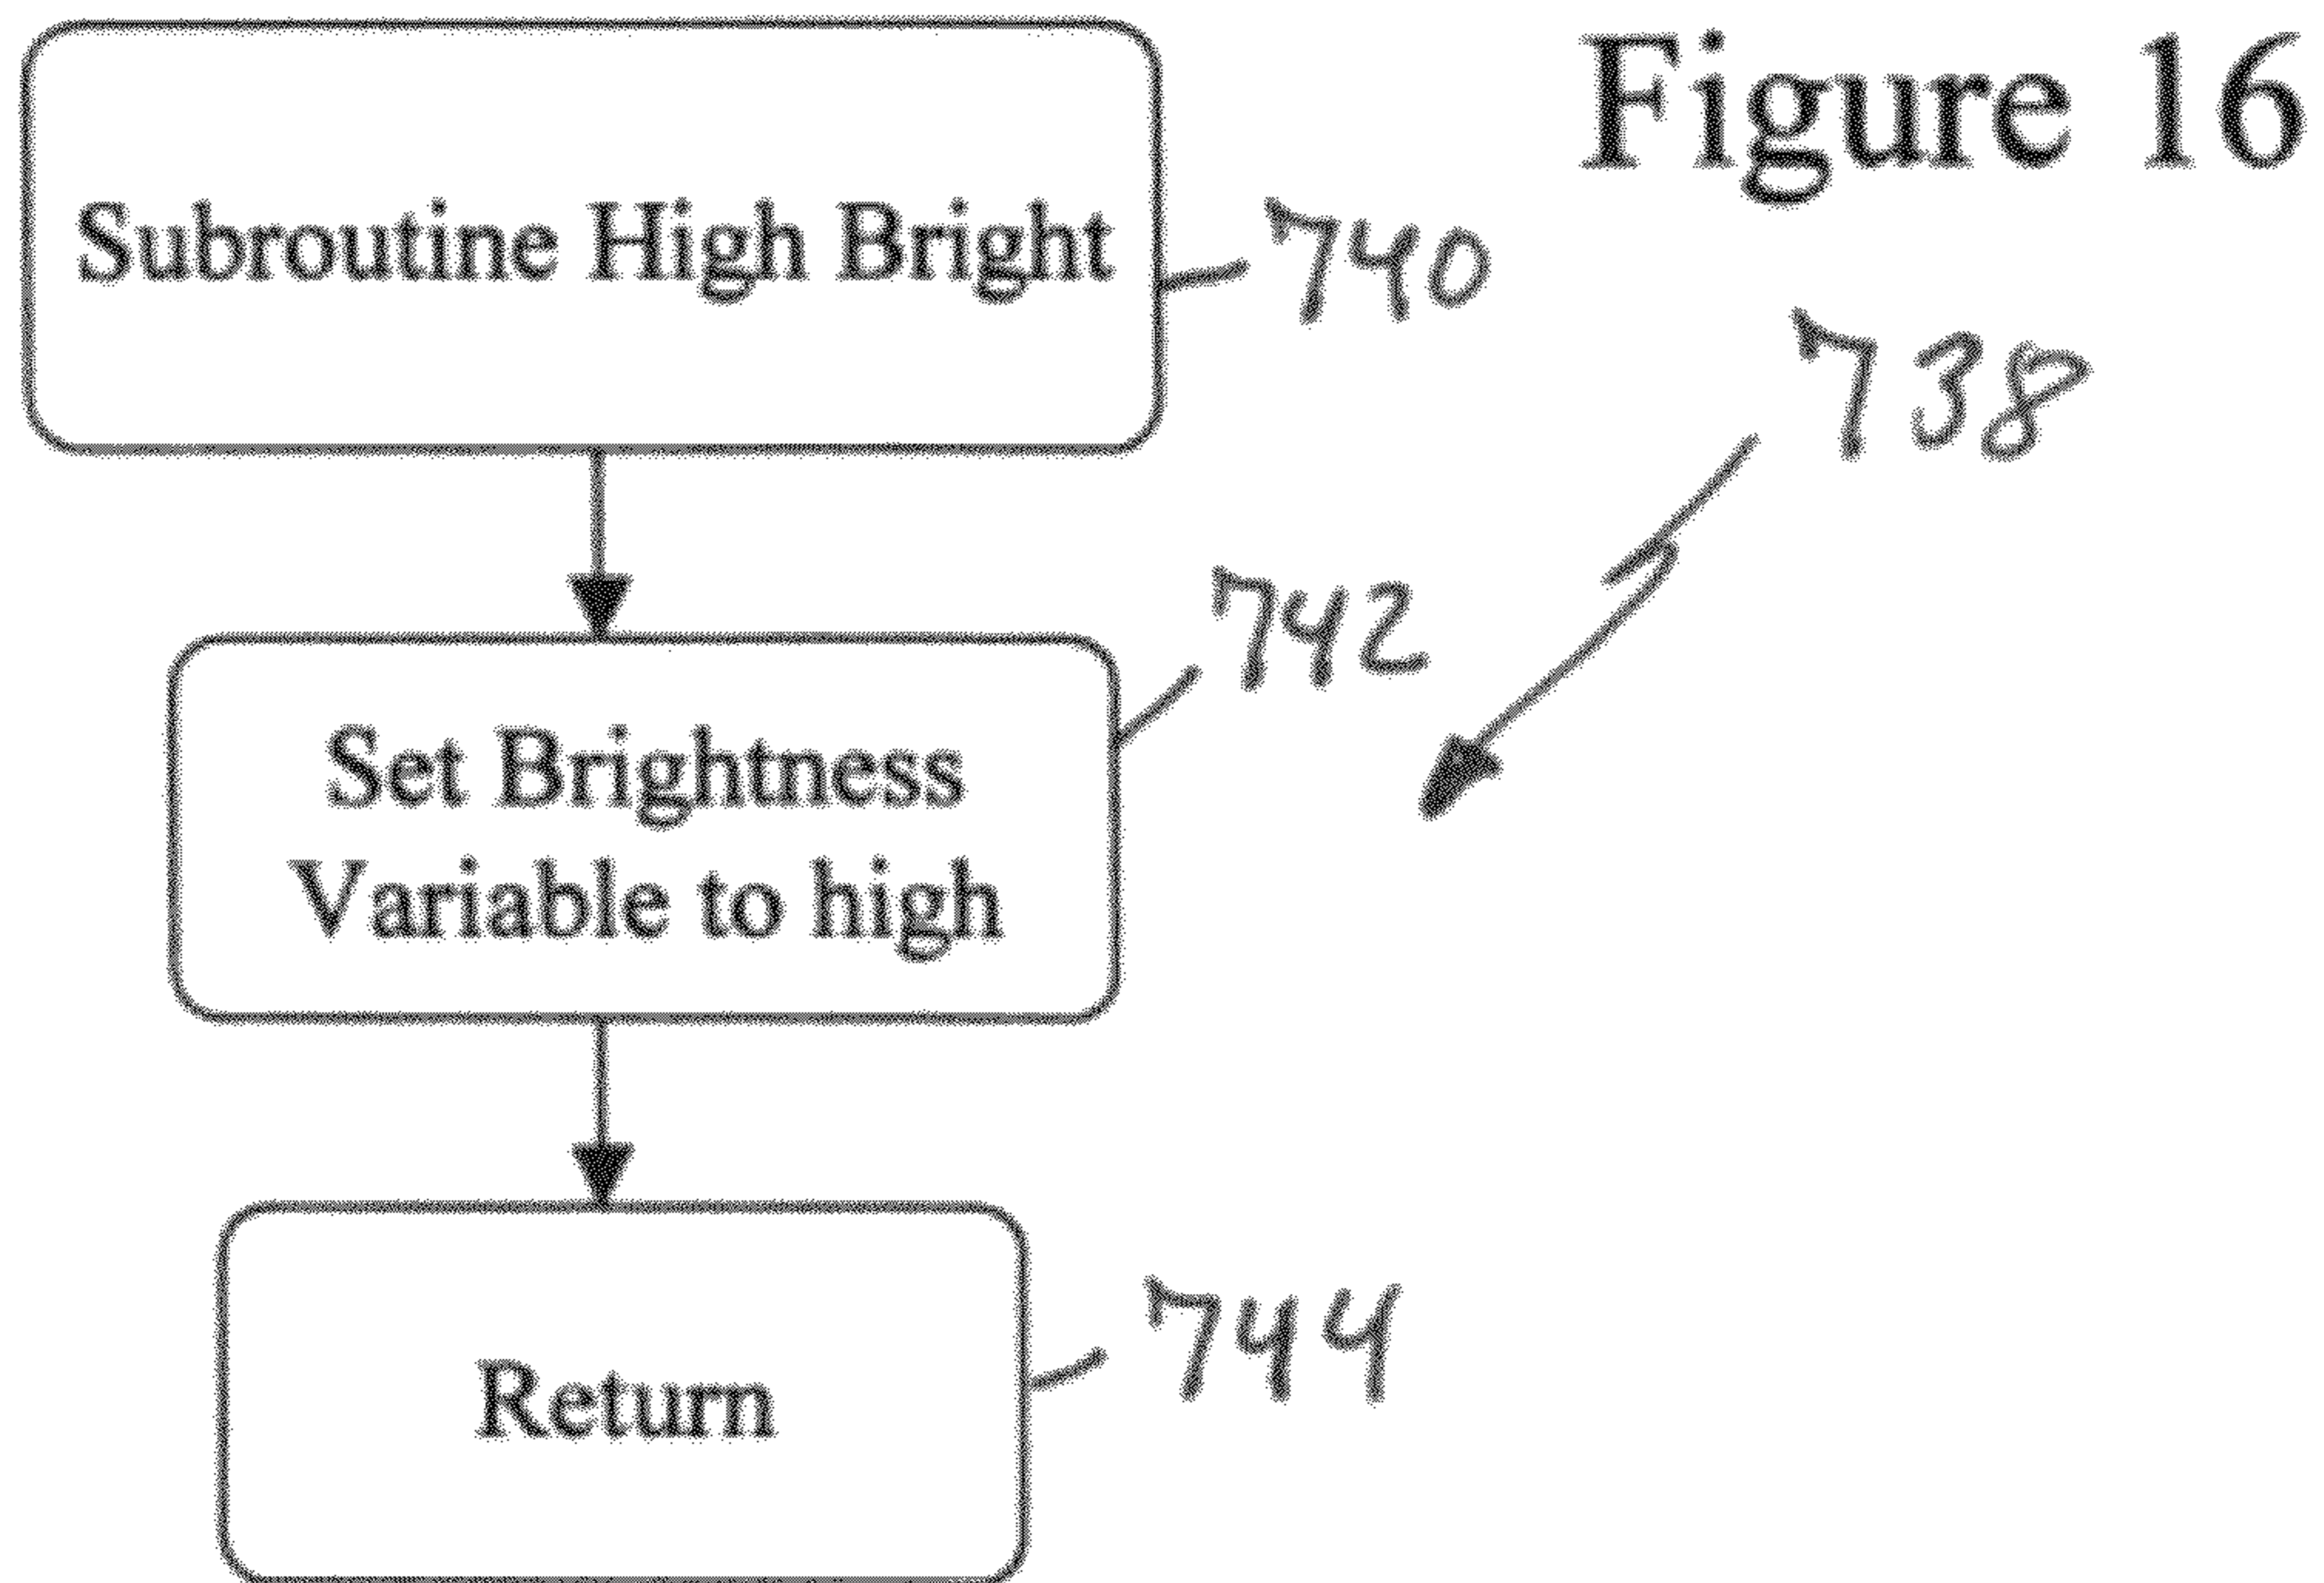 Figure 16
Subroutine High Bright
740
738
742
Set Brightness
Variable to high
744
Return